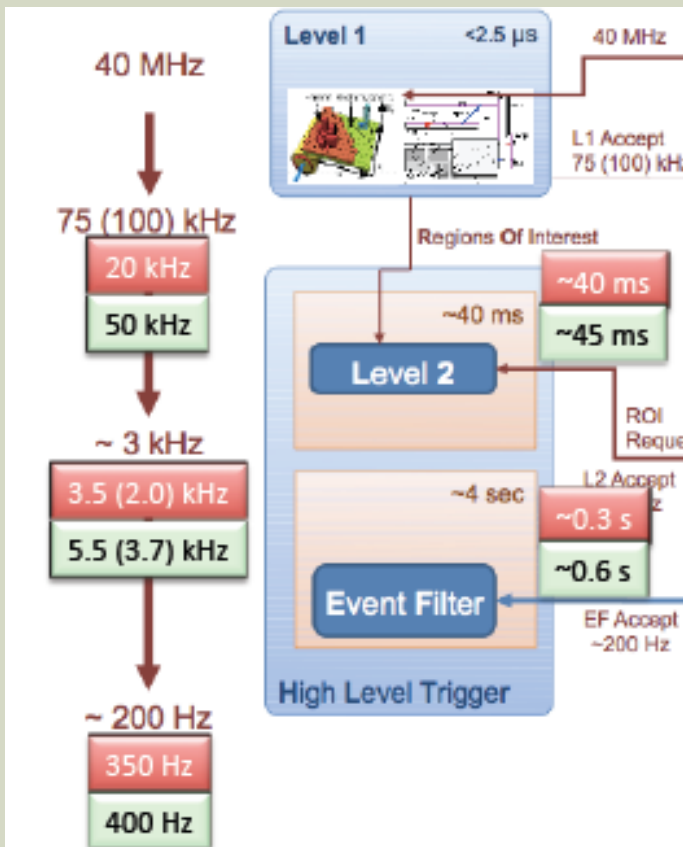 40 MHz
75 (100) kHz
20 kHz
50 kHz
~ 3 kHz
3.5 (2.0) kHz
5.5 (3.7) kHz
~ 200 Hz
350 Hz
400 Hz
Level 1
<2.5 μs
40 MHz
L1 Accept
75 (100) kHz
Regions Of Interest
~40 ms
~40 ms
~45 ms
Level 2
ROI
Reque
L2 Accept
~4 sec
~0.3 s
~0.6 s
Event Filter
EF Accept
~200 Hz
High Level Trigger